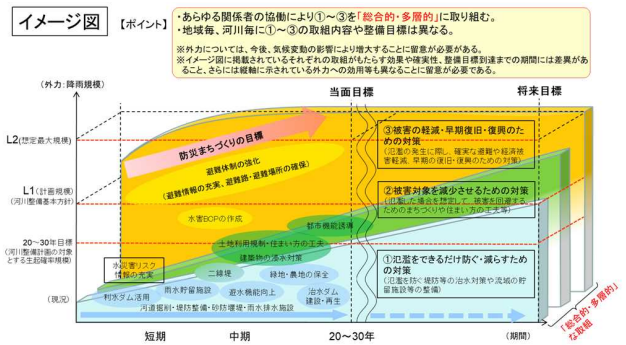 イメージ図
【ポイント】
・あらゆる関係者の協働により①～③を「総合的・多層的」に取り組む。
・地域毎、河川毎に①～③の取組内容や整備目標は異なる。
※外力については、今後、気候変動の影響により増大することに留意が必要である。
※イメージ図に掲載されているそれぞれの取組がもたらす効果や確実性、整備目標到達までの期間には差異があ
ること、さらには縦軸に示されている外力への効用等も異なることに留意が必要である。
(外力:降雨規模)
当面目標
将来目標
L2(想定最大規模)
L1(計画規模)
(河川整備基本方針)
20～30年目標
(河川整備計画の対象
とする生起確率規模)
(現況)
防災まちづくりの目標
避難体制の強化
(避難情報の充実、避難路・避難場所の確保)
水害BCPの作成
都市機能誘導
土地利用規制・住まい方の工夫
建築物の浸水対策
水災害リスク
情報の充実
二線堤
緑地・農地の保全
利水ダム活用
雨水貯留施設
遊水機能向上
治水ダム
建設・再生
河道掘削・堤防整備・砂防堰堤・雨水排水施設
③被害の軽減・早期復旧・復興のた
めの対策
(氾濫の発生に際し、確実な避難や経済被
害軽減、早期の復旧・復興のための対策)
②被害対象を減少させるための対策
(氾濫した場合を想定して、被害を回避する
ためのまちづくりや住まい方の工夫等)
①氾濫をできるだけ防ぐ・減らすため
の対策
(氾濫を防ぐ堤防等の治水対策や流域の貯
留施設等の整備)
短期
中期
20～30年
(期間)
「総合的・多層的」
な取組